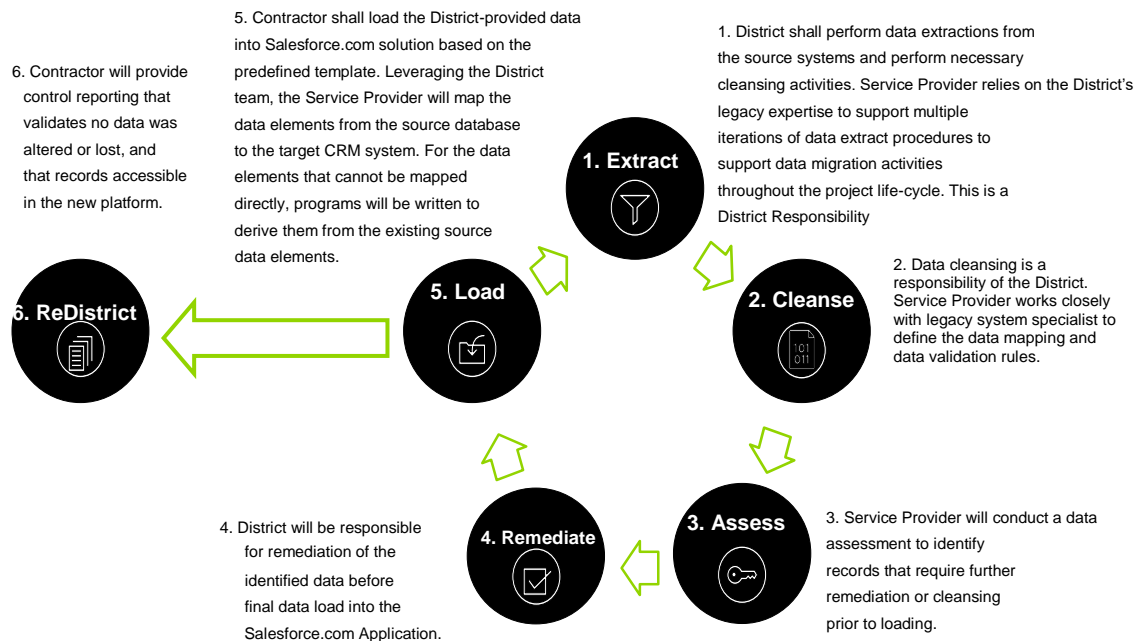 1. Extract
1. District shall perform data extractions from
the source systems and perform necessary
cleansing activities. Service Provider relies on the District's
legacy expertise to support multiple
iterations of data extract procedures to
support data migration activities
throughout the project life-cycle. This is a
District Responsibility
2. Cleanse
101
011
2. Data cleansing is a
responsibility of the District.
Service Provider works closely
with legacy system specialist to
define the data mapping and
data validation rules.
3. Assess
3. Service Provider will conduct a data
assessment to identify
records that require further
remediation or cleansing
prior to loading.
4. Remediate
4. District will be responsible
for remediation of the
identified data before
final data load into the
Salesforce.com Application.
5. Load
5. Contractor shall load the District-provided data
into Salesforce.com solution based on the
predefined template. Leveraging the District
team, the Service Provider will map the
data elements from the source database
to the target CRM system. For the data
elements that cannot be mapped
directly, programs will be written to
derive them from the existing source
data elements.
6. ReDistrict
6. Contractor will provide
control reporting that
validates no data was
altered or lost, and
that records accessible
in the new platform.